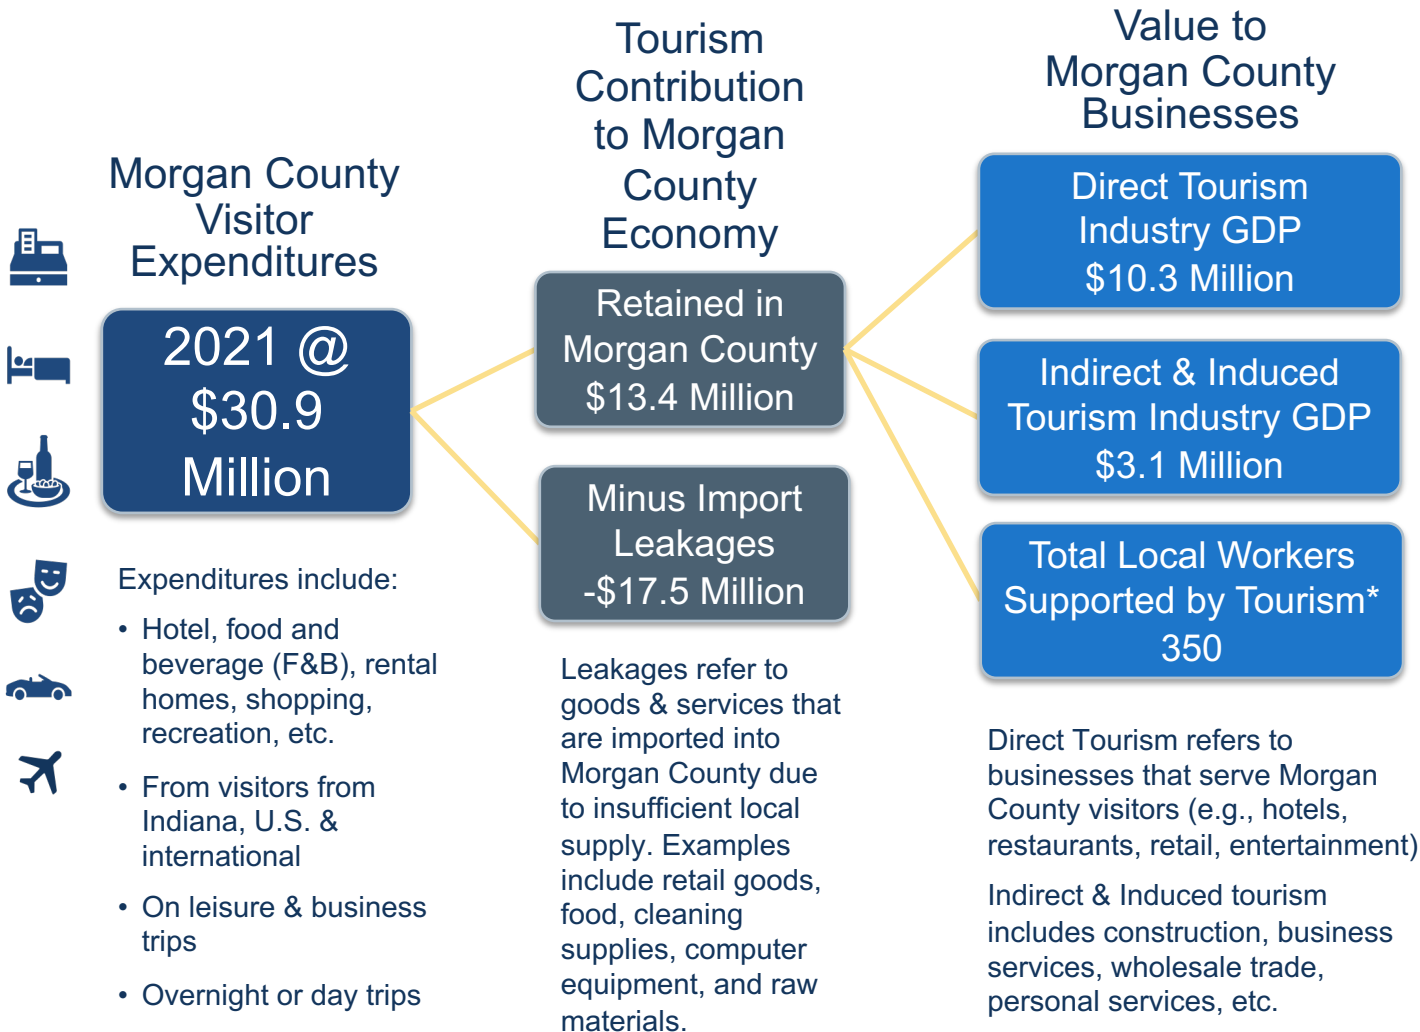 Morgan County
Visitor
Expenditures
2021 @
$30.9
Million
Expenditures include:
• Hotel, food and
beverage (F&B), rental
homes, shopping,
recreation, etc.
• From visitors from
Indiana, U.S. &
international
• On leisure & business
trips
• Overnight or day trips
Tourism
Contribution
to Morgan
County
Economy
Retained in
Morgan County
$13.4 Million
Minus Import
Leakages
-$17.5 Million
Leakages refer to
goods & services that
are imported into
Morgan County due
to insufficient local
supply. Examples
include retail goods,
food, cleaning
supplies, computer
equipment, and raw
materials.
Value to
Morgan County
Businesses
Direct Tourism
Industry GDP
$10.3 Million
Indirect & Induced
Tourism Industry GDP
$3.1 Million
Total Local Workers
Supported by Tourism*
350
Direct Tourism refers to
businesses that serve Morgan
County visitors (e.g., hotels,
restaurants, retail, entertainment)
Indirect & Induced tourism
includes construction, business
services, wholesale trade,
personal services, etc.